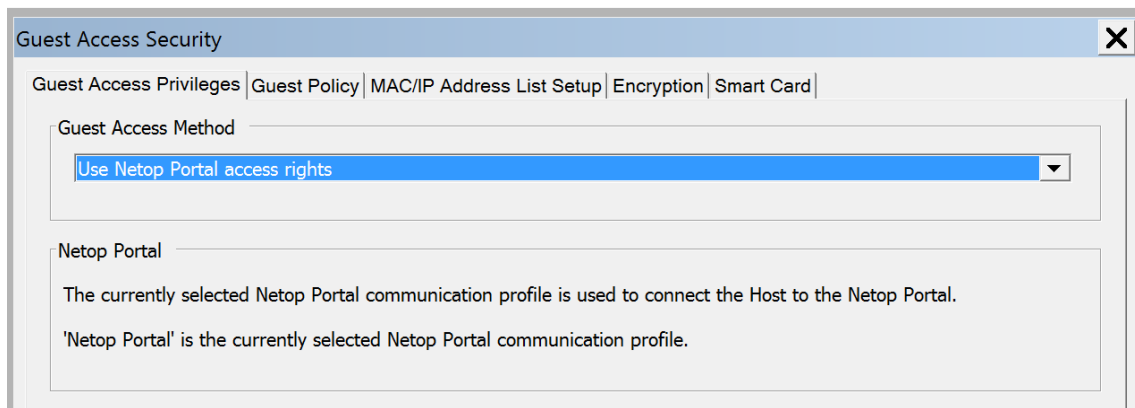 Guest Access Security
Guest Access Privileges Guest Policy MAC/IP Address List Setup Encryption Smart Card
Guest Access Method
Use Netop Portal access rights
Netop Portal
The currently selected Netop Portal communication profile is used to connect the Host to the Netop Portal.
'Netop Portal' is the currently selected Netop Portal communication profile.